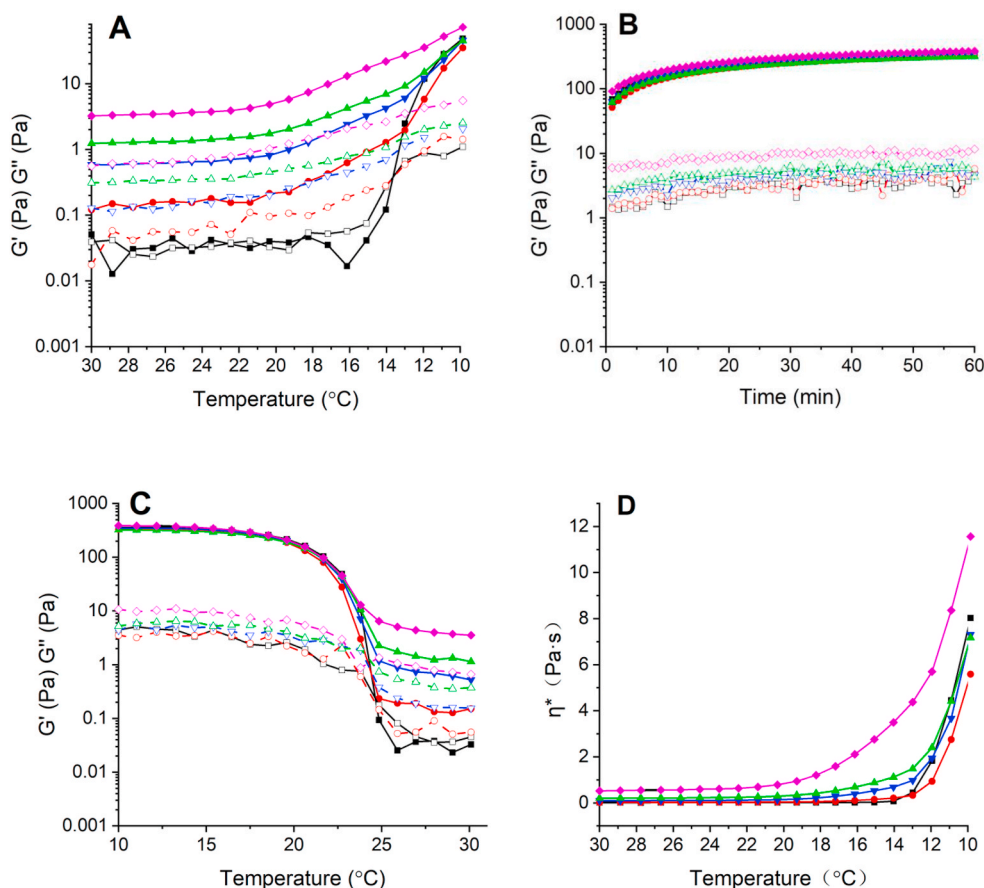 A
G' (Pa) G'' (Pa)
10
1
0.1
0.01
0.001
30 28 26 24 22 20 18 16 14 12 10
Temperature (°C)
B
G' (Pa) G'' (Pa)
1000
100
10
1
0.1
0.01
0 10 20 30 40 50 60
Time (min)
C
G' (Pa) G'' (Pa)
1000
100
10
1
0.1
0.01
0.001
10 15 20 25 30
Temperature (°C)
D
η* (Pa·s)
12
10
8
6
4
2
0
30 28 26 24 22 20 18 16 14 12 10
Temperature (°C)